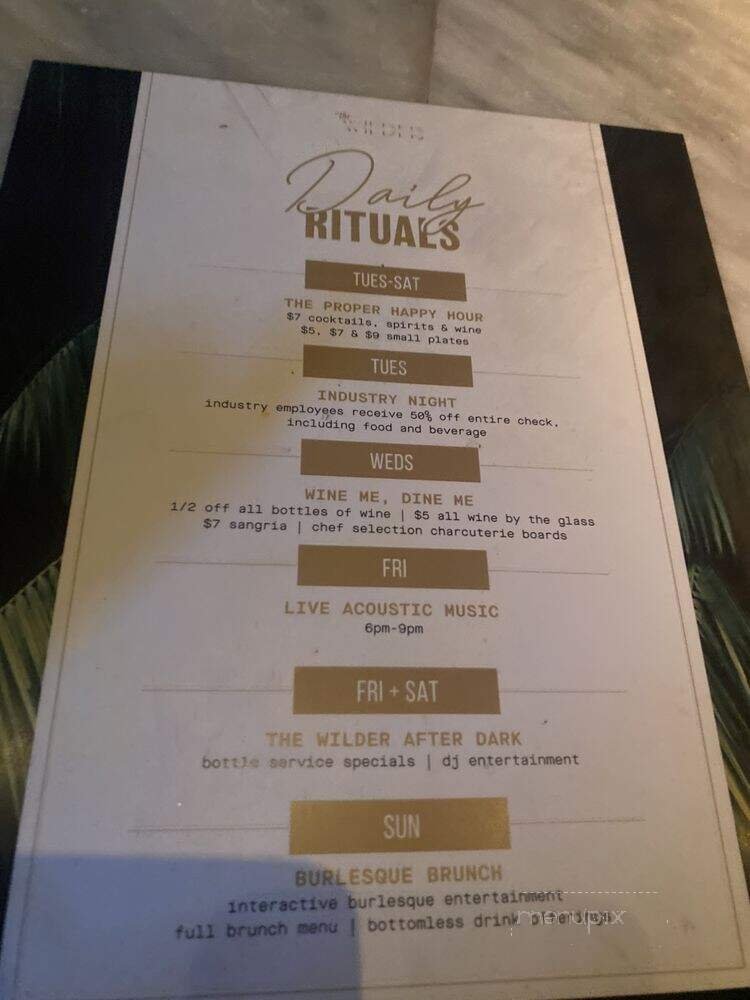 the
WILDER
Daily
RITUALS
TUES-SAT
THE PROPER HAPPY HOUR
$7 cocktails, spirits & wine
$5, $7 & $9 small plates
TUES
INDUSTRY NIGHT
industry employees receive 50% off entire check,
including food and beverage
WEDS
WINE ME, DINE ME
1/2 off all bottles of wine | $5 all wine by the glass
$7 sangria | chef selection charcuterie boards
FRI
LIVE ACOUSTIC MUSIC
6pm-9pm
FRI + SAT
THE WILDER AFTER DARK
bottle service specials | dj entertainment
SUN
BURLESQUE BRUNCH
interactive burlesque entertainment
full brunch menu | bottomless drink offerings
menupix